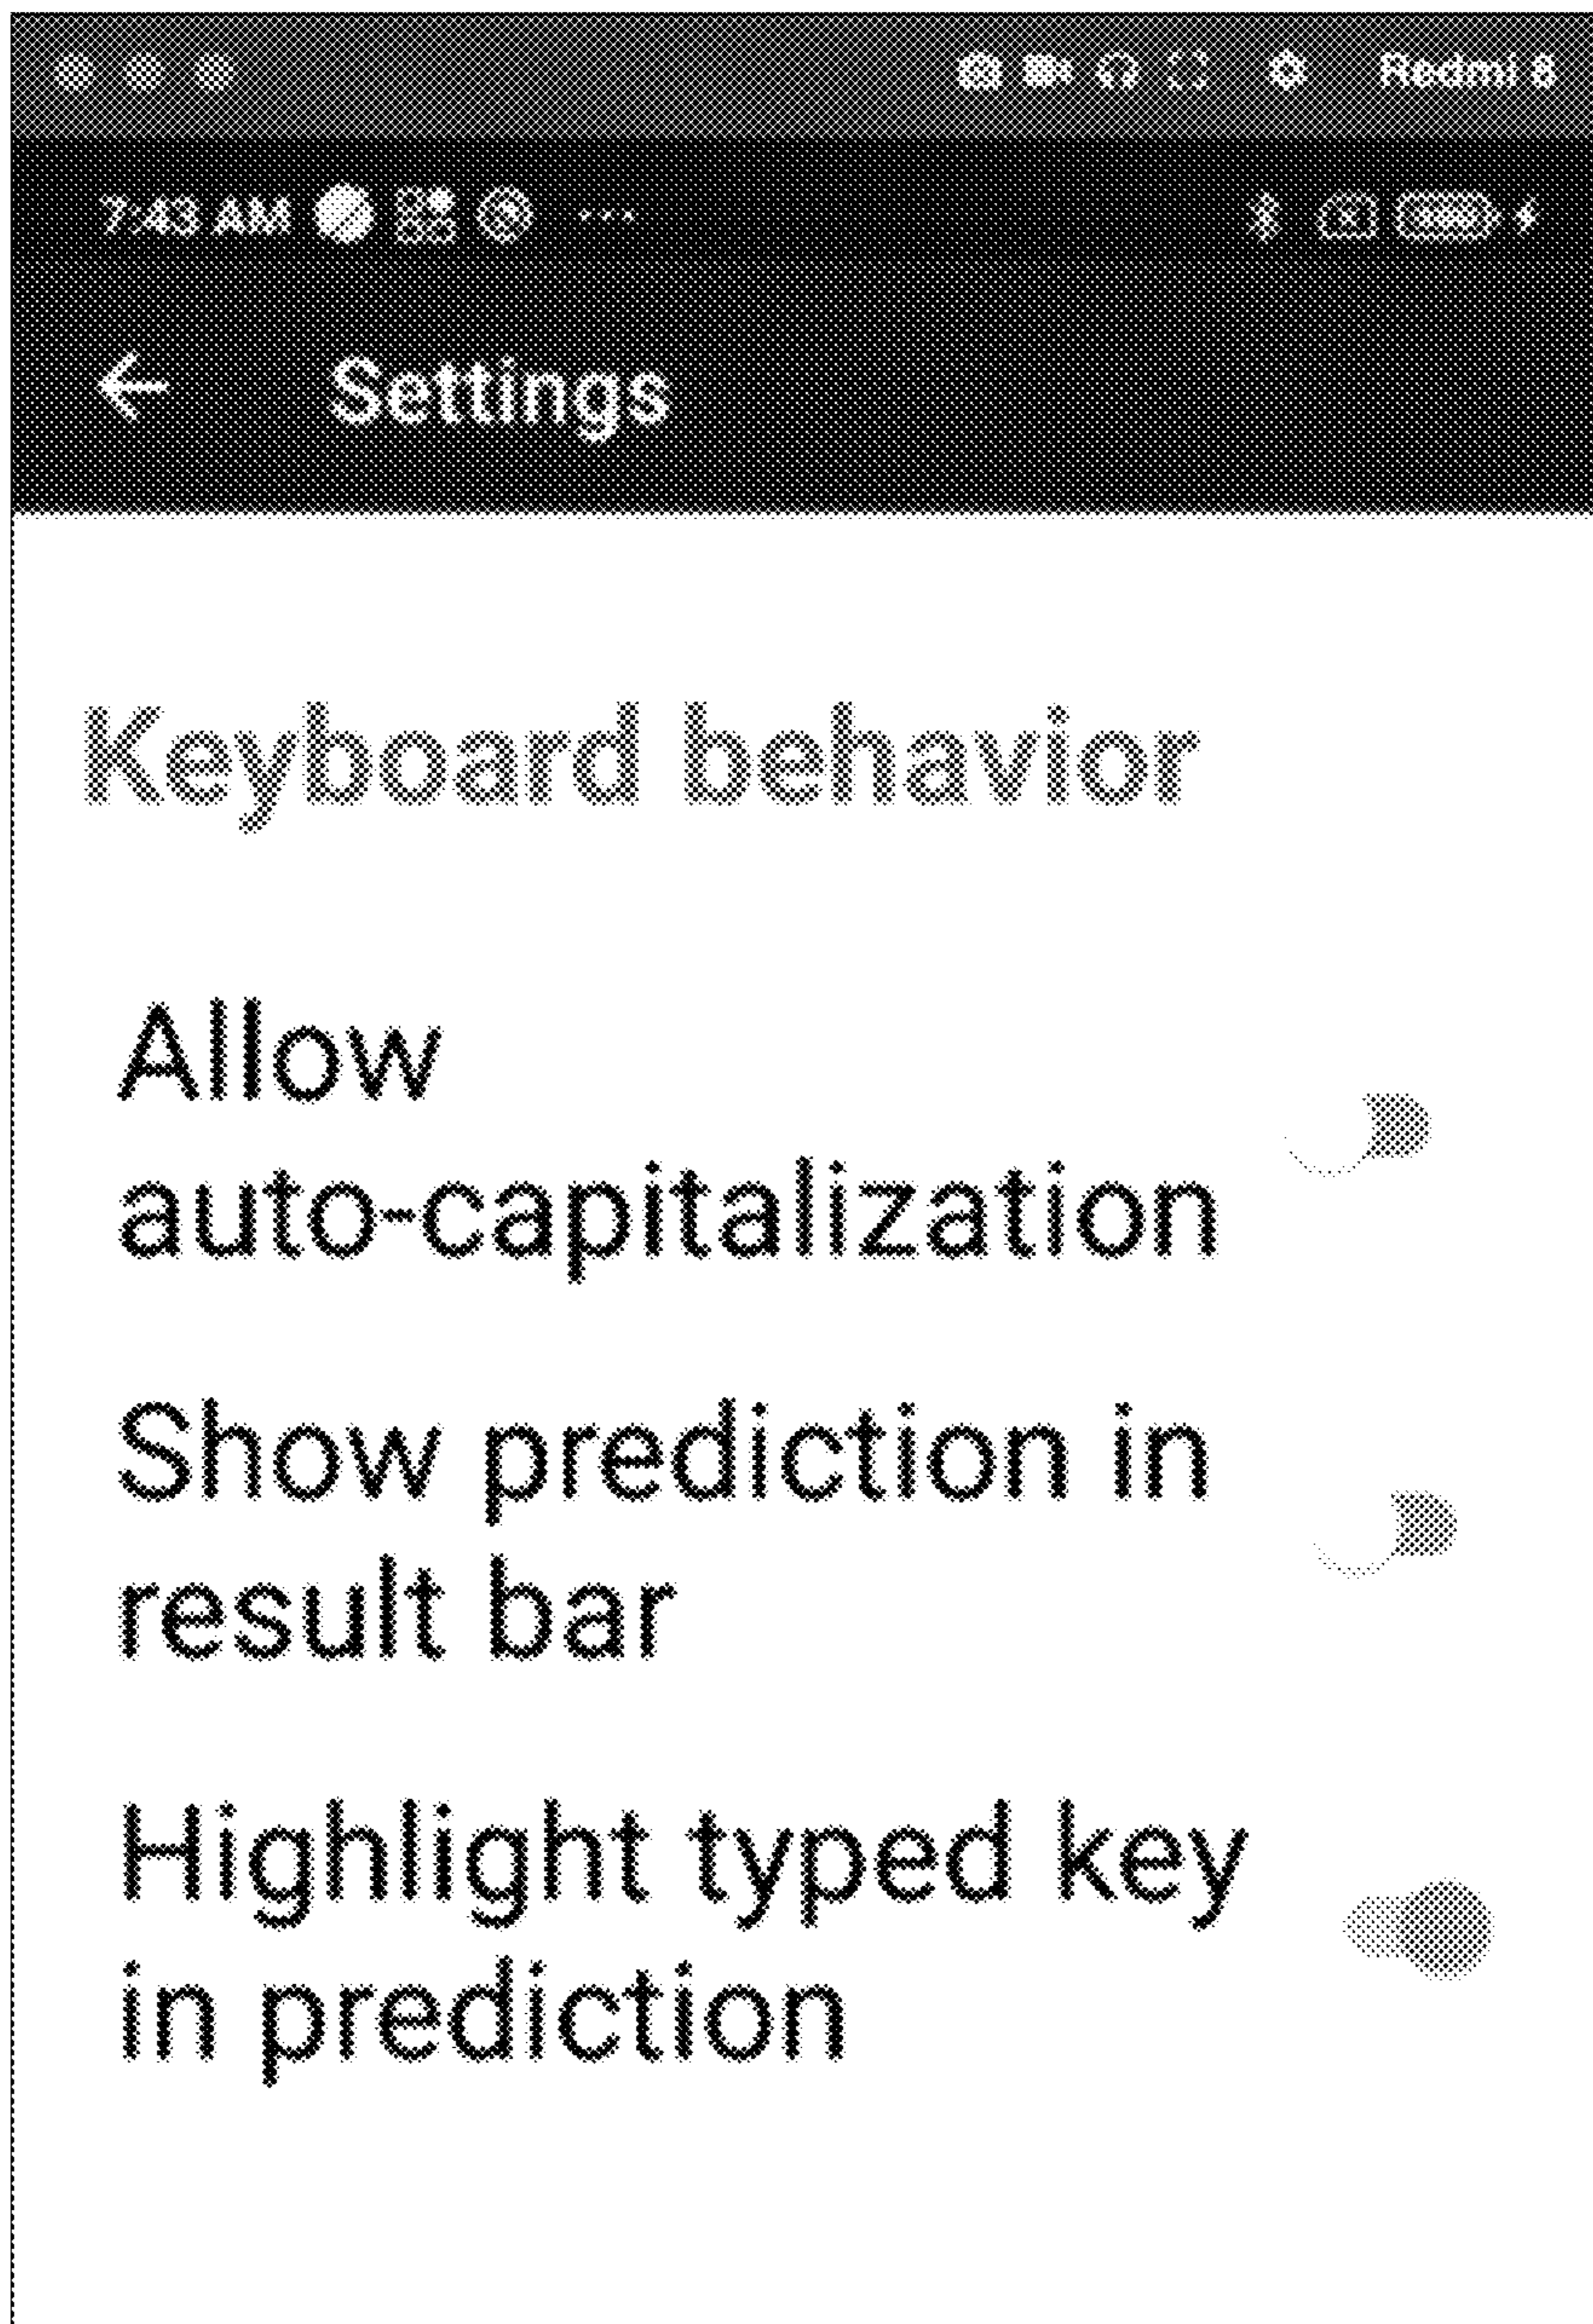 Redmi 8
7:43 AM
Settings
Keyboard behavior
Allow
auto-capitalization
Show prediction in
result bar
Highlight typed key
in prediction